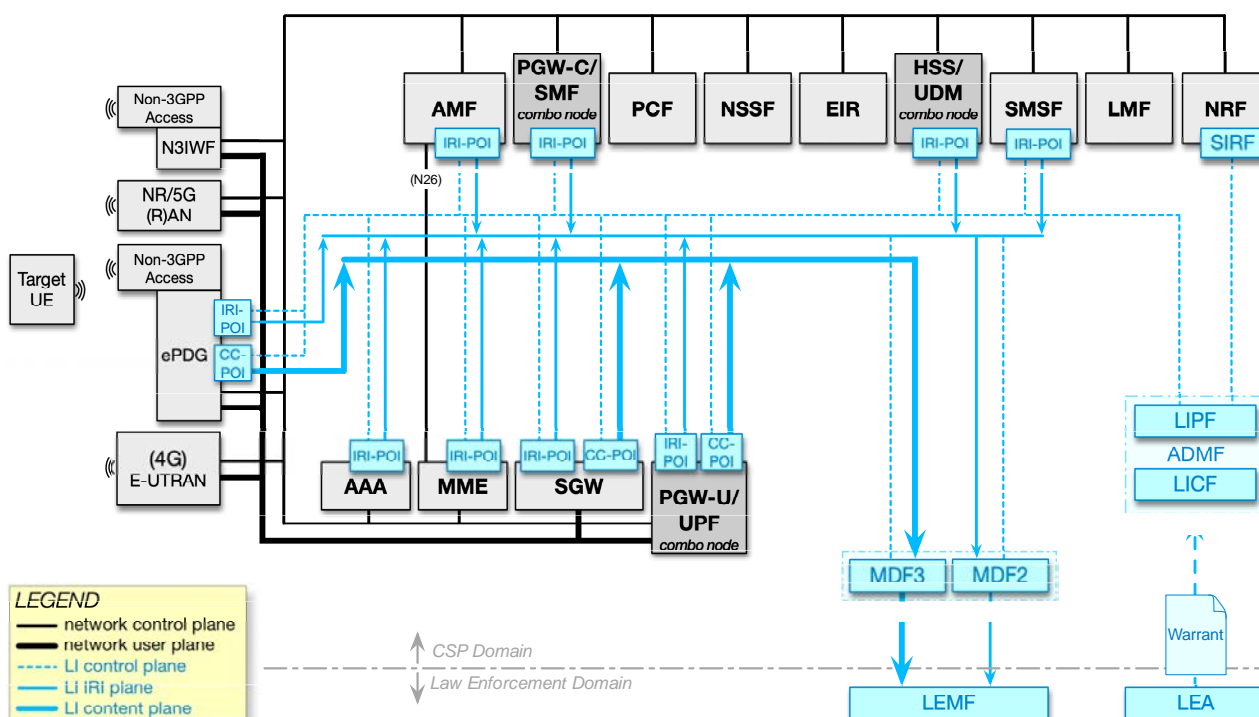 PGW-C/
SMF
combo node
HSS/
UDM
combo node
AMF
PCF
NSSF
EIR
SMSF
LMF
NRF
IRI-POI
IRI-POI
IRI-POI
IRI-POI
SIRF
Non-3GPP
Access
N3IWF
(N26)
NR/5G
(R)AN
Non-3GPP
Access
Target
UE
IRI-
POI
ePDG
CC-
POI
(4G)
E-UTRAN
IRI-POI
AAA
IRI-POI
MME
IRI-POI
CC-POI
SGW
IRI-
POI
CC-
POI
PGW-U/
UPF
combo node
LIPF
ADMF
LICF
MDF3
MDF2
Warrant
LEGEND
network control plane
network user plane
LI control plane
LI IRI plane
LI content plane
CSP Domain
Law Enforcement Domain
LEMF
LEA